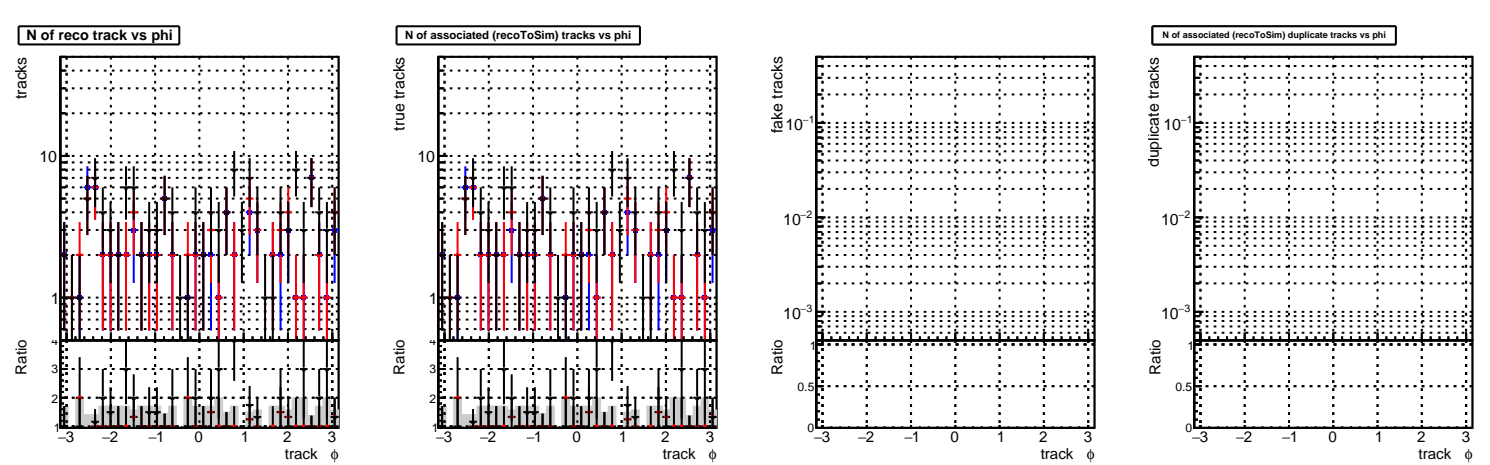 N of reco track vs phi
tracks
10
1
Ratio
4
3
2
1
−3 −2 −1 0 1 2 3
track φ
N of associated (recoToSim) tracks vs phi
true tracks
10
1
Ratio
4
3
2
1
−3 −2 −1 0 1 2 3
track φ
fake tracks
10−1
10−2
10−3
Ratio
1
0.5
0
−3 −2 −1 0 1 2 3
track φ
N of associated (recoToSim) duplicate tracks vs phi
duplicate tracks
10−1
10−2
10−3
Ratio
1
0.5
0
−3 −2 −1 0 1 2 3
track φ